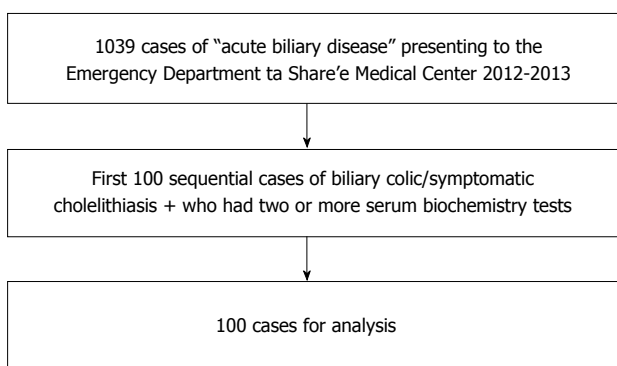 1039 cases of “acute biliary disease” presenting to the
Emergency Department ta Share’e Medical Center 2012-2013
First 100 sequential cases of biliary colic/symptomatic
cholelithiasis + who had two or more serum biochemistry tests
100 cases for analysis